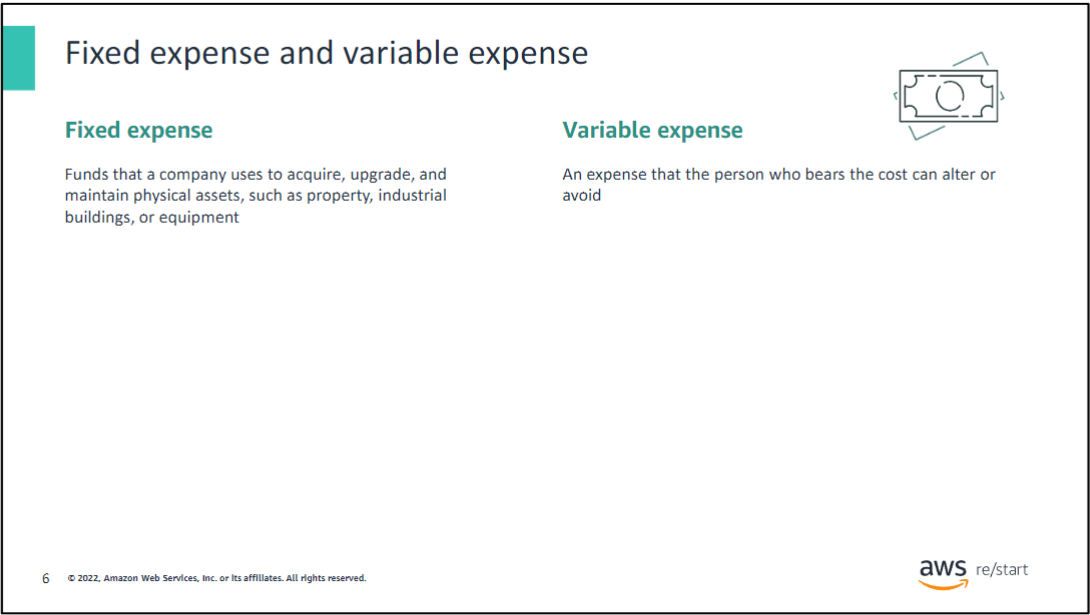 Fixed expense and variable expense
Fixed expense
Funds that a company uses to acquire, upgrade, and
maintain physical assets, such as property, industrial
buildings, or equipment
Variable expense
An expense that the person who bears the cost can alter or
avoid
6 © 2022, Amazon Web Services, Inc. or its affiliates. All rights reserved.
aws re/start